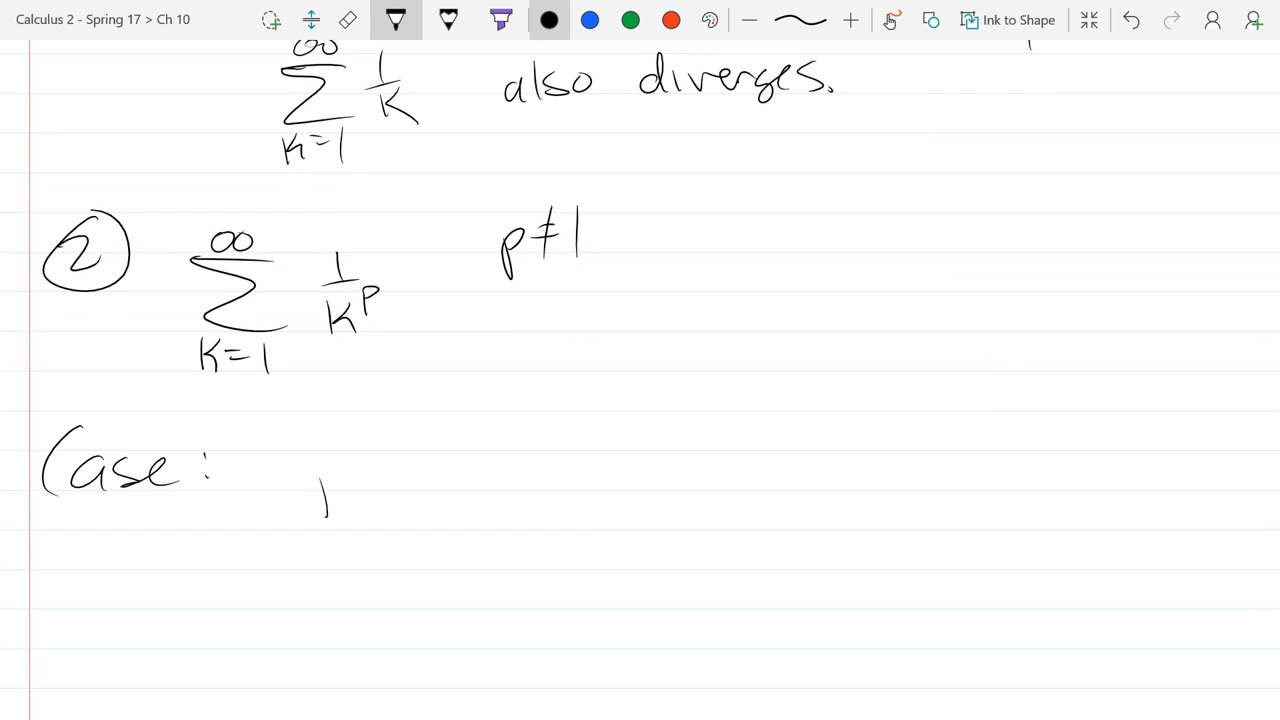 Calculus 2 - Spring 17 > Ch 10
Ink to Shape
∞
∑ 1/K also diverges.
K=1
② ∞
∑ 1/K^p p≠1
K=1
Case: